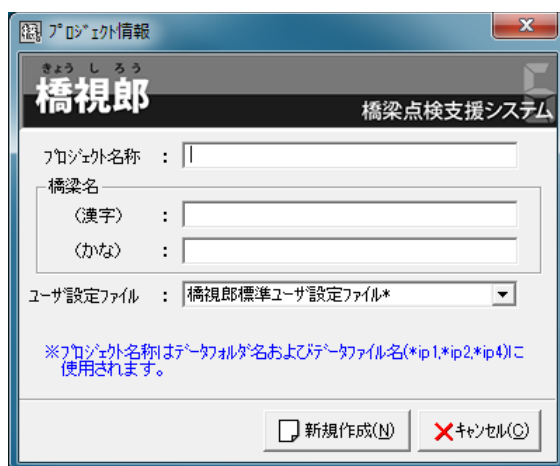 プロジェクト情報
きょう し ろう
橋視郎
橋梁点検支援システム
プロジェクト名称 :
橋梁名
(漢字) :
(かな) :
ユーザ設定ファイル : 橋視郎標準ユーザ設定ファイル*
※プロジェクト名称はデータフォルダ名およびデータファイル名(*ip1,*ip2,*ip4)に
使用されます。
新規作成(N) キャンセル(C)